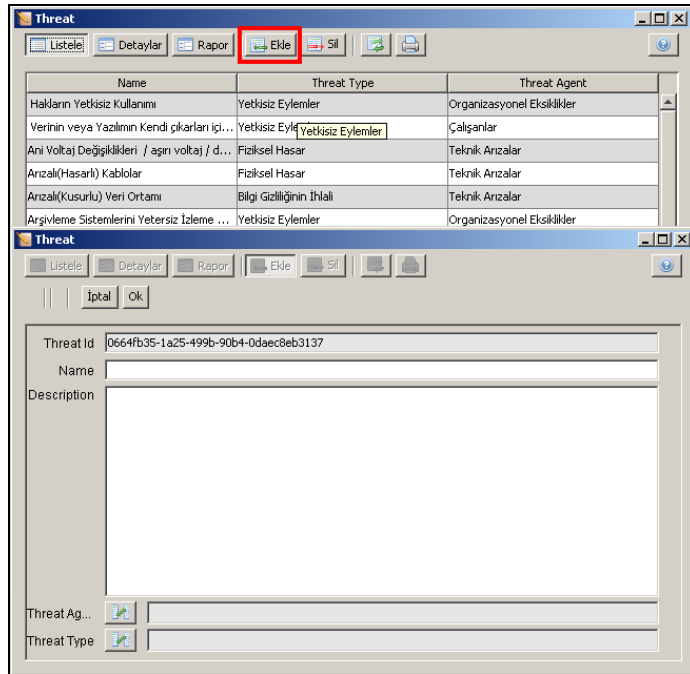 Threat
Listele Detaylar Rapor Ekle Sil
Name Threat Type Threat Agent
Hakların Yetkisiz Kullanımı Yetkisiz Eylemler Organizasyonel Eksiklikler
Verinin veya Yazılımın Kendi çıkarları içi... Yetkisiz Eyle Yetkisiz Eylemler Çalışanlar
Ani Voltaj Değişiklikleri / aşırı voltaj / d... Fiziksel Hasar Teknik Arızalar
Arızalı(Hasarlı) Kablolar Fiziksel Hasar Teknik Arızalar
Arızalı(Kusurlu) Veri Ortamı Bilgi Gizliliğinin İhlali Teknik Arızalar
Arşivleme Sistemlerini Yetersiz İzleme ... Yetkisiz Eylemler Organizasyonel Eksiklikler
Threat
Listele Detaylar Rapor Ekle Sil
İptal Ok
Threat Id 0664fb35-1a25-499b-90b4-0daec8eb3137
Name
Description
Threat Ag...
Threat Type